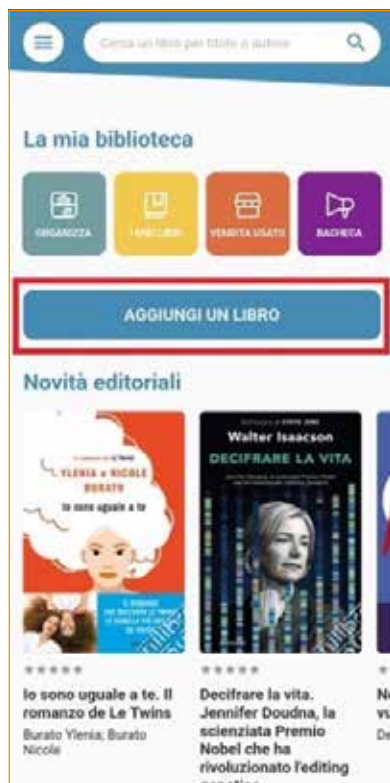 Cerca un libro per titolo o autore
La mia biblioteca
ORGANIZZA
I MIEI LIBRI
VENDITA USATO
BACHECA
AGGIUNGI UN LIBRO
Novità editoriali
YLENIA e NICOLE
BURATO
Io sono uguale a te
Walter Isaacson
DECIFRARE LA VITA
Io sono uguale a te. Il
romanzo de Le Twins
Burato Ylenia; Burato
Nicole
Decifrare la vita.
Jennifer Doudna, la
scienziata Premio
Nobel che ha
rivoluzionato l'editing